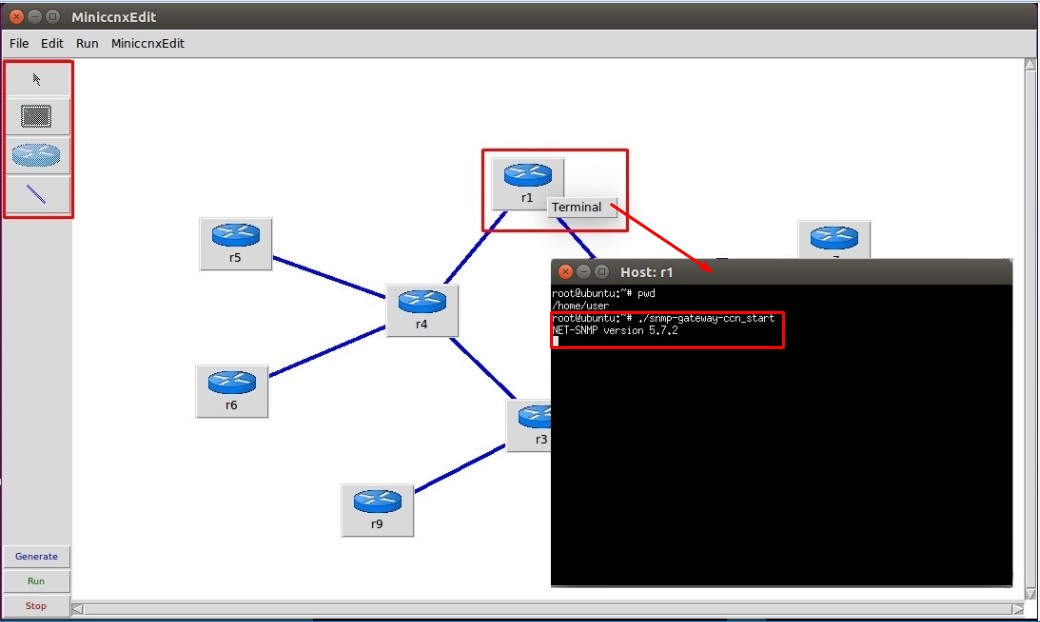 MiniccnxEdit
File Edit Run MiniccnxEdit
r1
Terminal
r5
r4
r6
r3
r9
Host: r1
root@ubuntu:~# pwd
/home/user
root@ubuntu:~# ./snmp-gateway-ccn_start
NET-SNMP version 5.7.2
Generate
Run
Stop